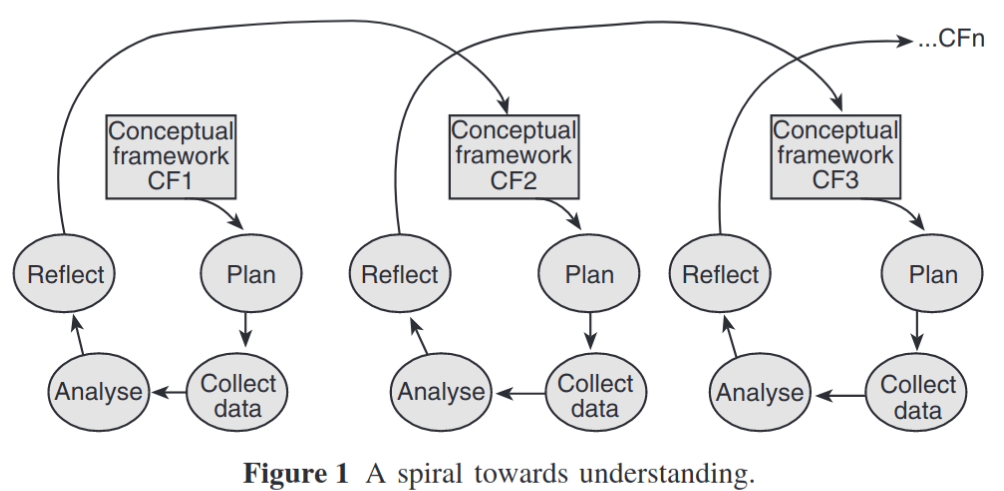 ...CFn
Conceptual
framework
CF1
Conceptual
framework
CF2
Conceptual
framework
CF3
Reflect
Plan
Reflect
Plan
Reflect
Plan
Analyse
Collect
data
Analyse
Collect
data
Analyse
Collect
data
Figure 1 A spiral towards understanding.